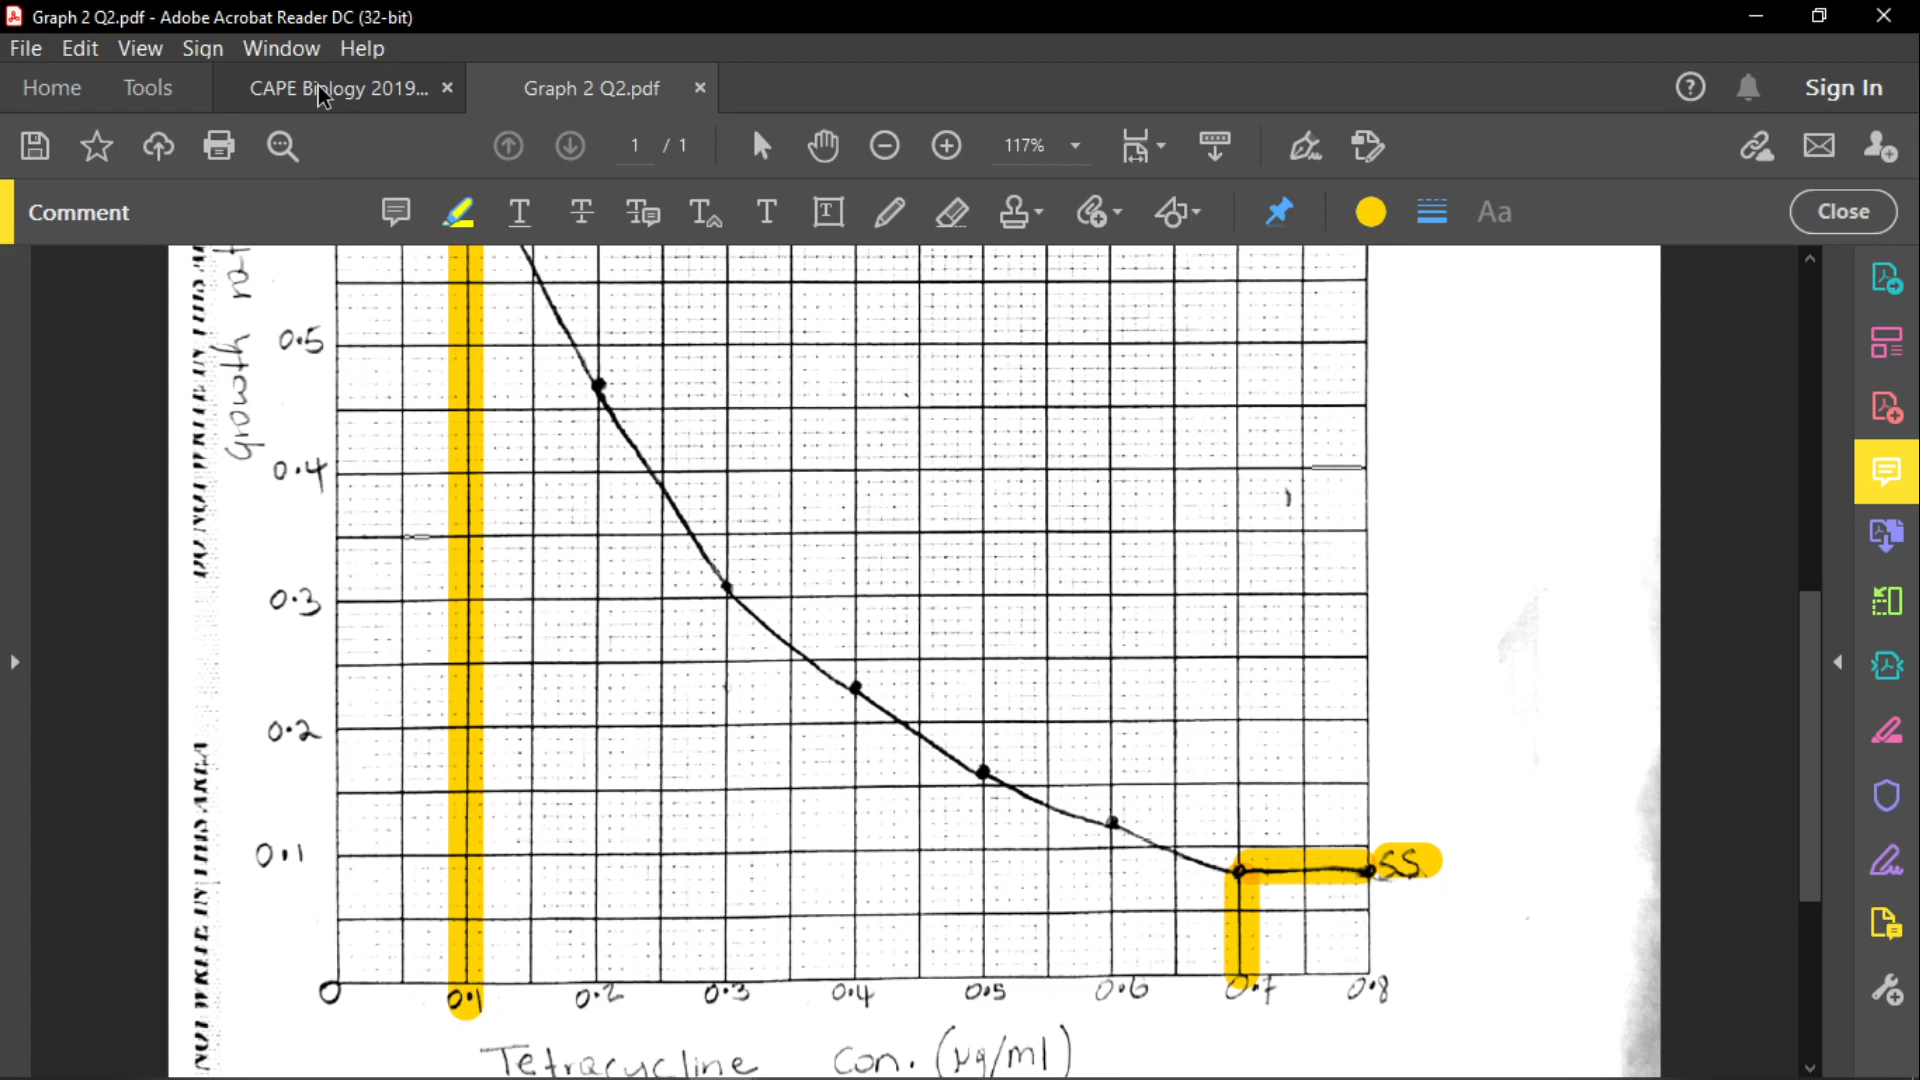 Graph 2 Q2.pdf - Adobe Acrobat Reader DC (32-bit)
File Edit View Sign Window Help
Home Tools CAPE Biology 2019... × Graph 2 Q2.pdf × Sign In
1 / 1 117%
Comment Aa Close
0.5
0.4
0.3
0.2
0.1
SS
0 0.1 0.2 0.3 0.4 0.5 0.6 0.7 0.8
Tetracycline con. (µg/ml)
Growth